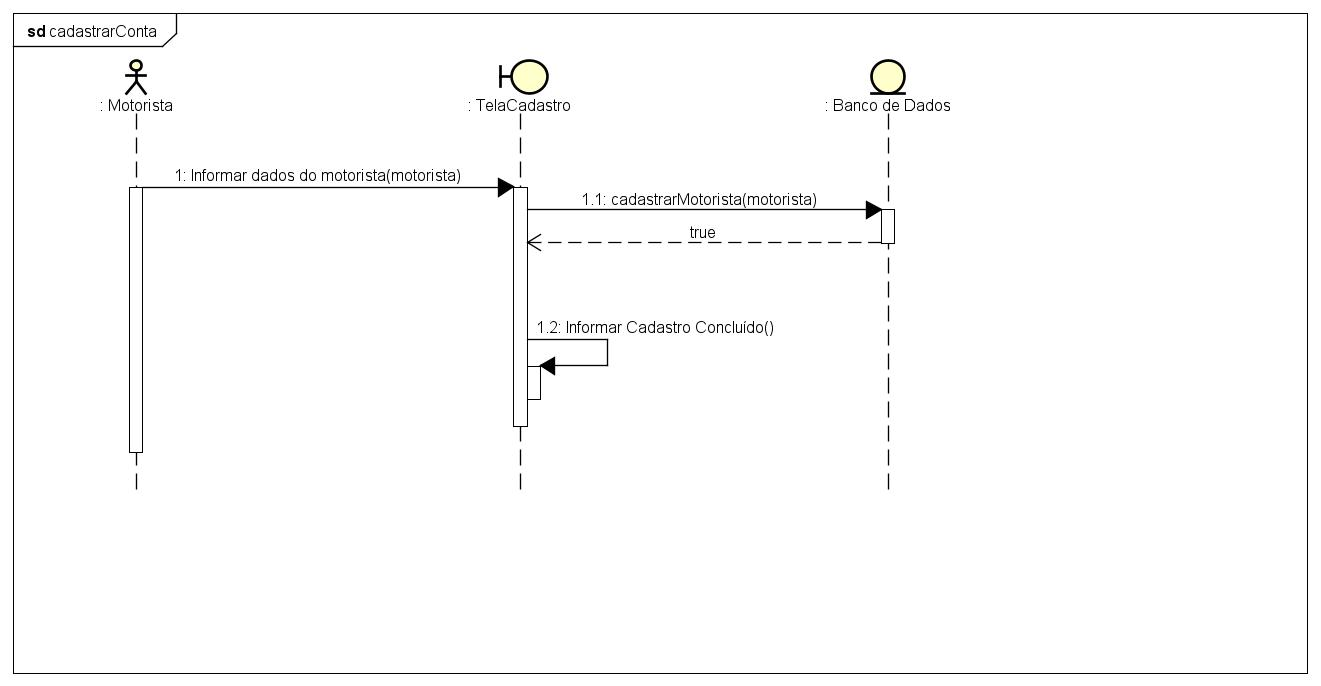 sd cadastrarConta
: Motorista
: TelaCadastro
: Banco de Dados
1: Informar dados do motorista(motorista)
1.1: cadastrarMotorista(motorista)
true
1.2: Informar Cadastro Concluído()